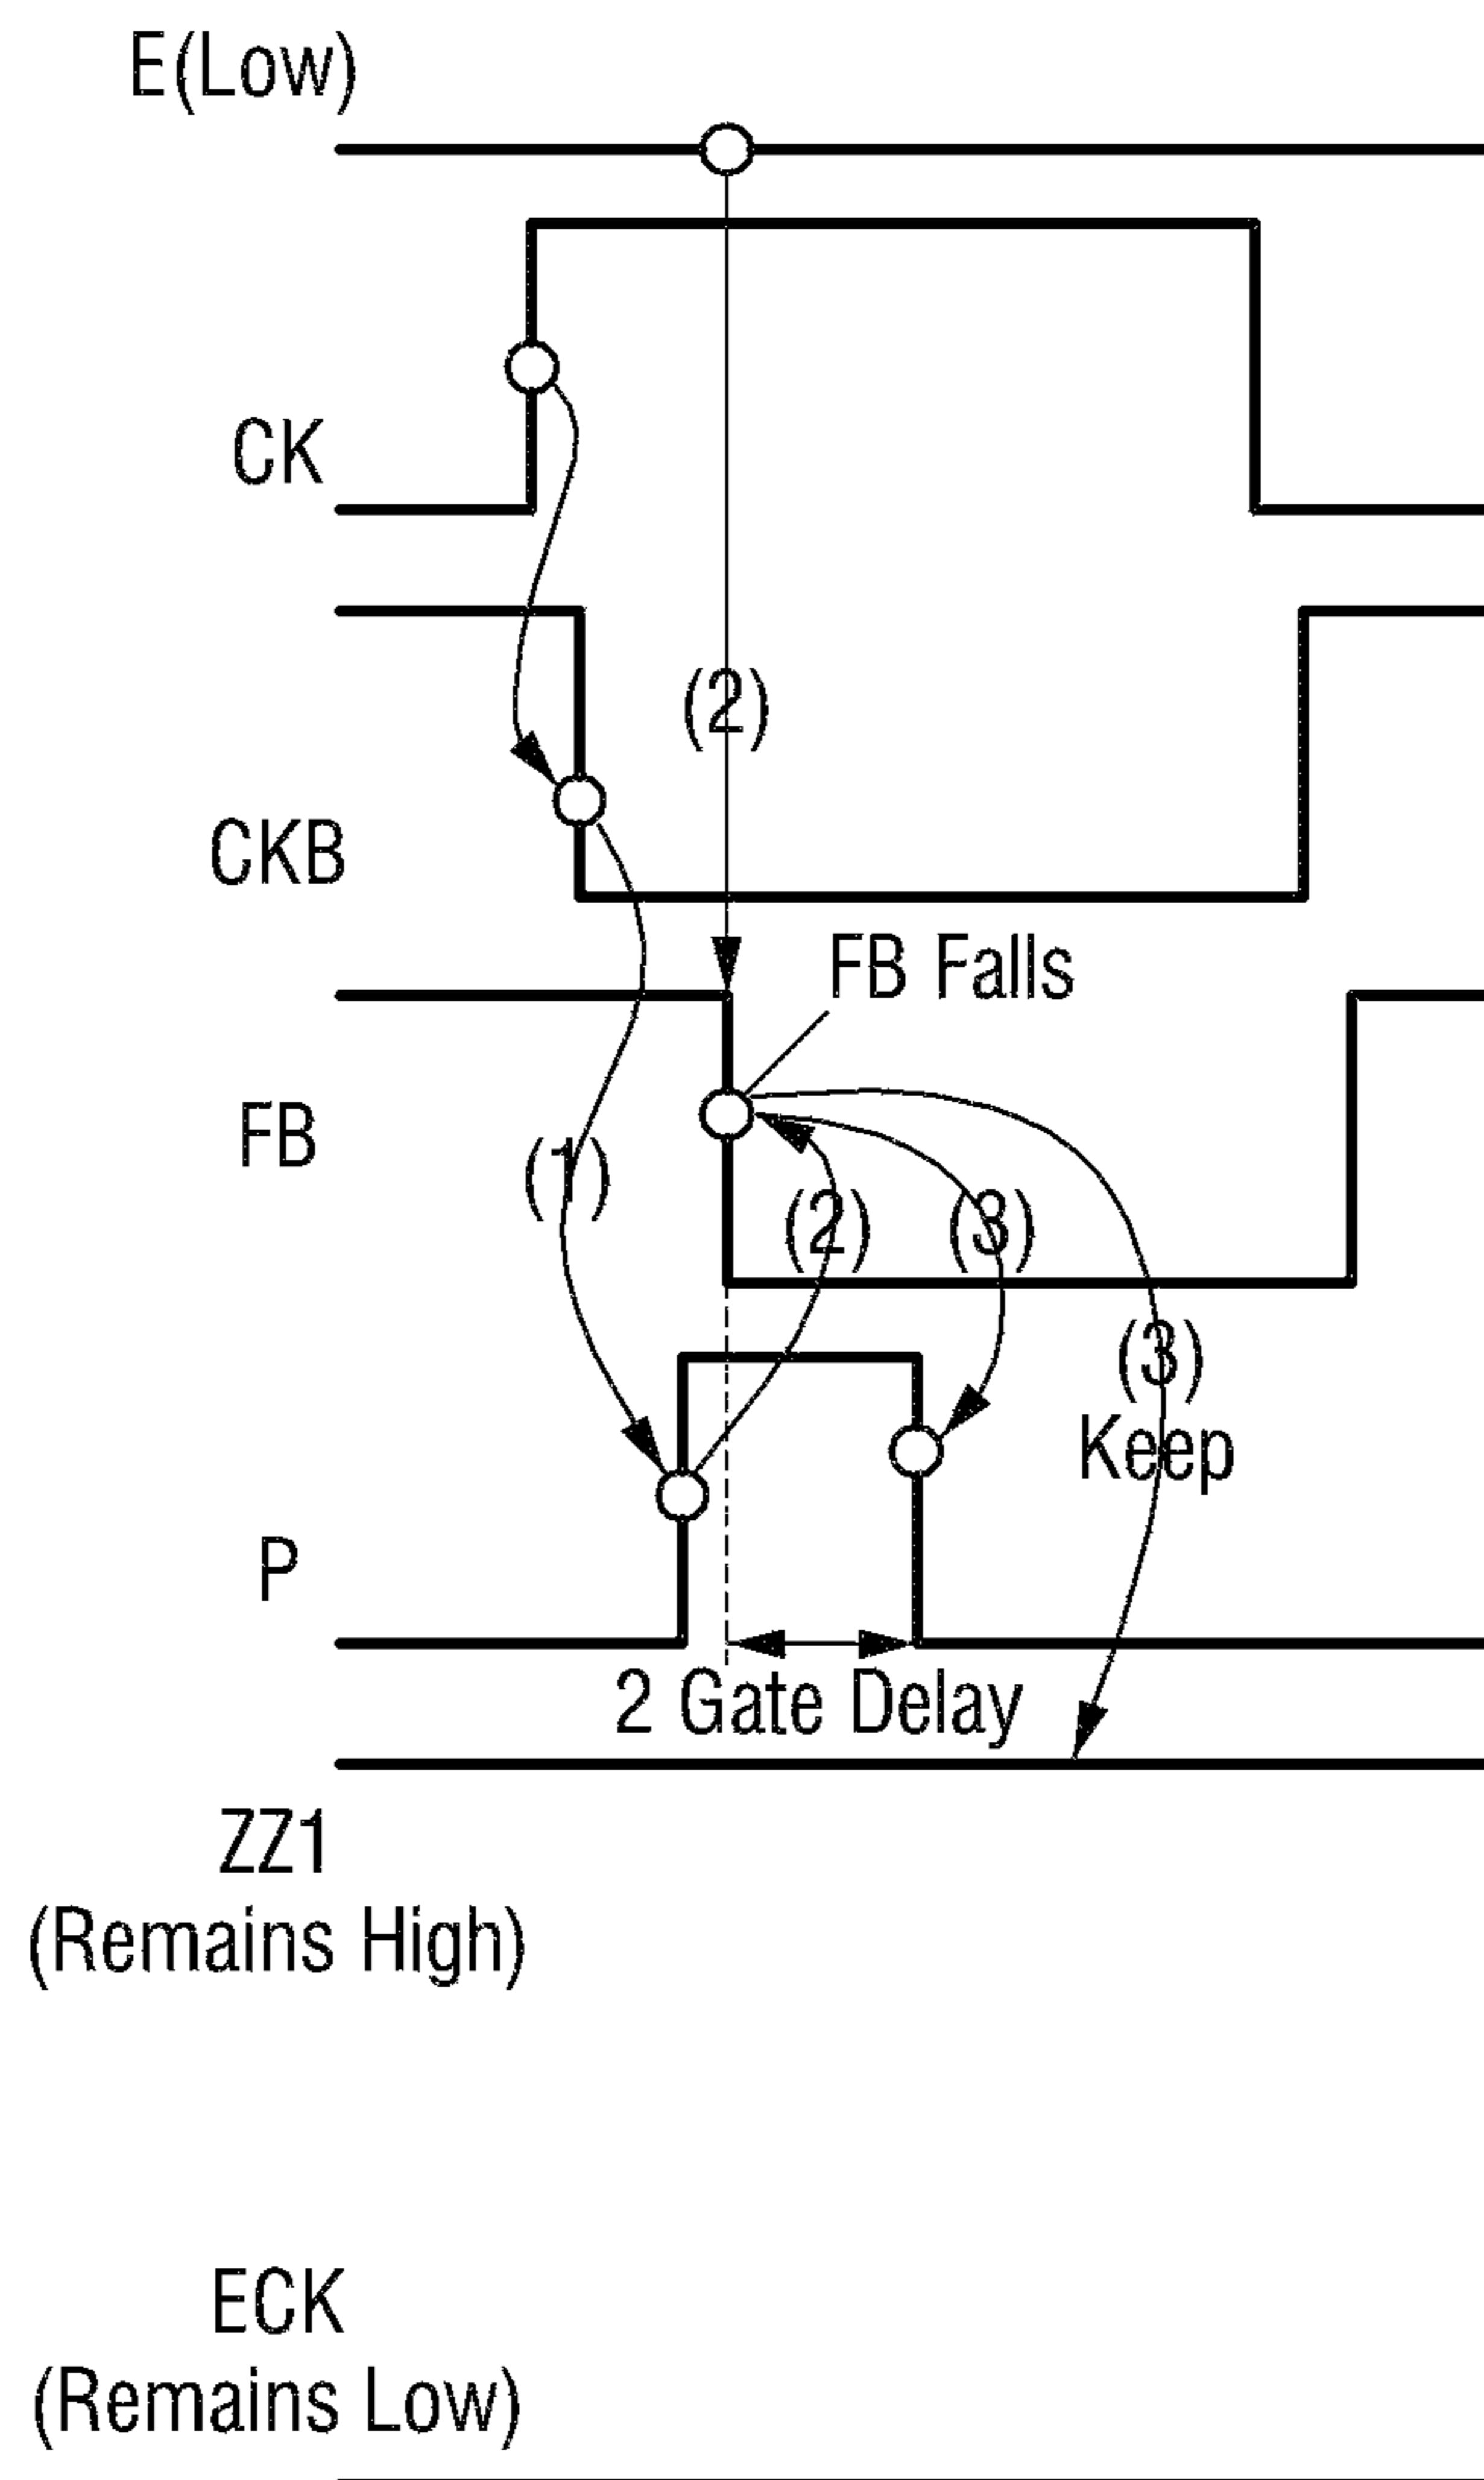 E(Low)
CK
(2)
CKB
FB Falls
FB
(1)
(2)
(3)
(3)
Keep
P
2 Gate Delay
ZZ1
(Remains High)
ECK
(Remains Low)